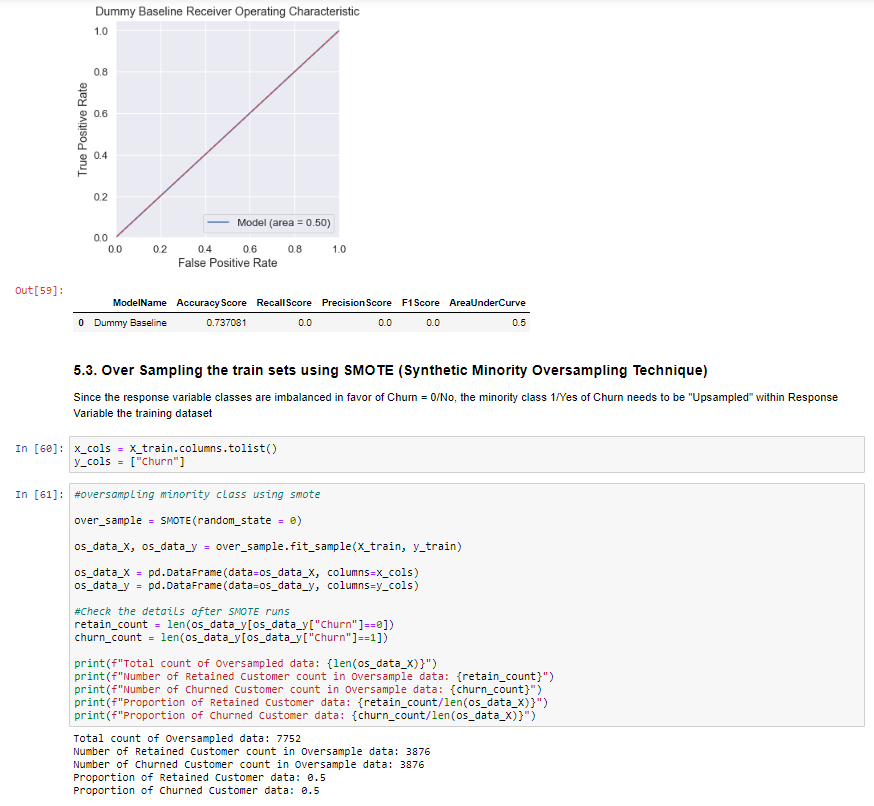 Dummy Baseline Receiver Operating Characteristic
1.0
0.8
0.6
0.4
0.2
0.0
True Positive Rate
Model (area = 0.50)
0.0 0.2 0.4 0.6 0.8 1.0
False Positive Rate
Out[59]:
ModelName AccuracyScore RecallScore PrecisionScore F1Score AreaUnderCurve
0 Dummy Baseline 0.737081 0.0 0.0 0.0 0.5
5.3. Over Sampling the train sets using SMOTE (Synthetic Minority Oversampling Technique)
Since the response variable classes are imbalanced in favor of Churn = 0/No, the minority class 1/Yes of Churn needs to be "Upsampled" within Response
Variable the training dataset
In [60]: x_cols = X_train.columns.tolist()
y_cols = ["Churn"]
In [61]: #oversampling minority class using smote
over_sample = SMOTE(random_state = 0)
os_data_X, os_data_y = over_sample.fit_sample(X_train, y_train)
os_data_X = pd.DataFrame(data=os_data_X, columns=x_cols)
os_data_y = pd.DataFrame(data=os_data_y, columns=y_cols)
#Check the details after SMOTE runs
retain_count = len(os_data_y[os_data_y["Churn"]==0])
churn_count = len(os_data_y[os_data_y["Churn"]==1])
print(f"Total count of Oversampled data: {len(os_data_X)}")
print(f"Number of Retained Customer count in Oversample data: {retain_count}")
print(f"Number of Churned Customer count in Oversample data: {churn_count}")
print(f"Proportion of Retained Customer data: {retain_count/len(os_data_X)}")
print(f"Proportion of Churned Customer data: {churn_count/len(os_data_X)}")
Total count of Oversampled data: 7752
Number of Retained Customer count in Oversample data: 3876
Number of Churned Customer count in Oversample data: 3876
Proportion of Retained Customer data: 0.5
Proportion of Churned Customer data: 0.5